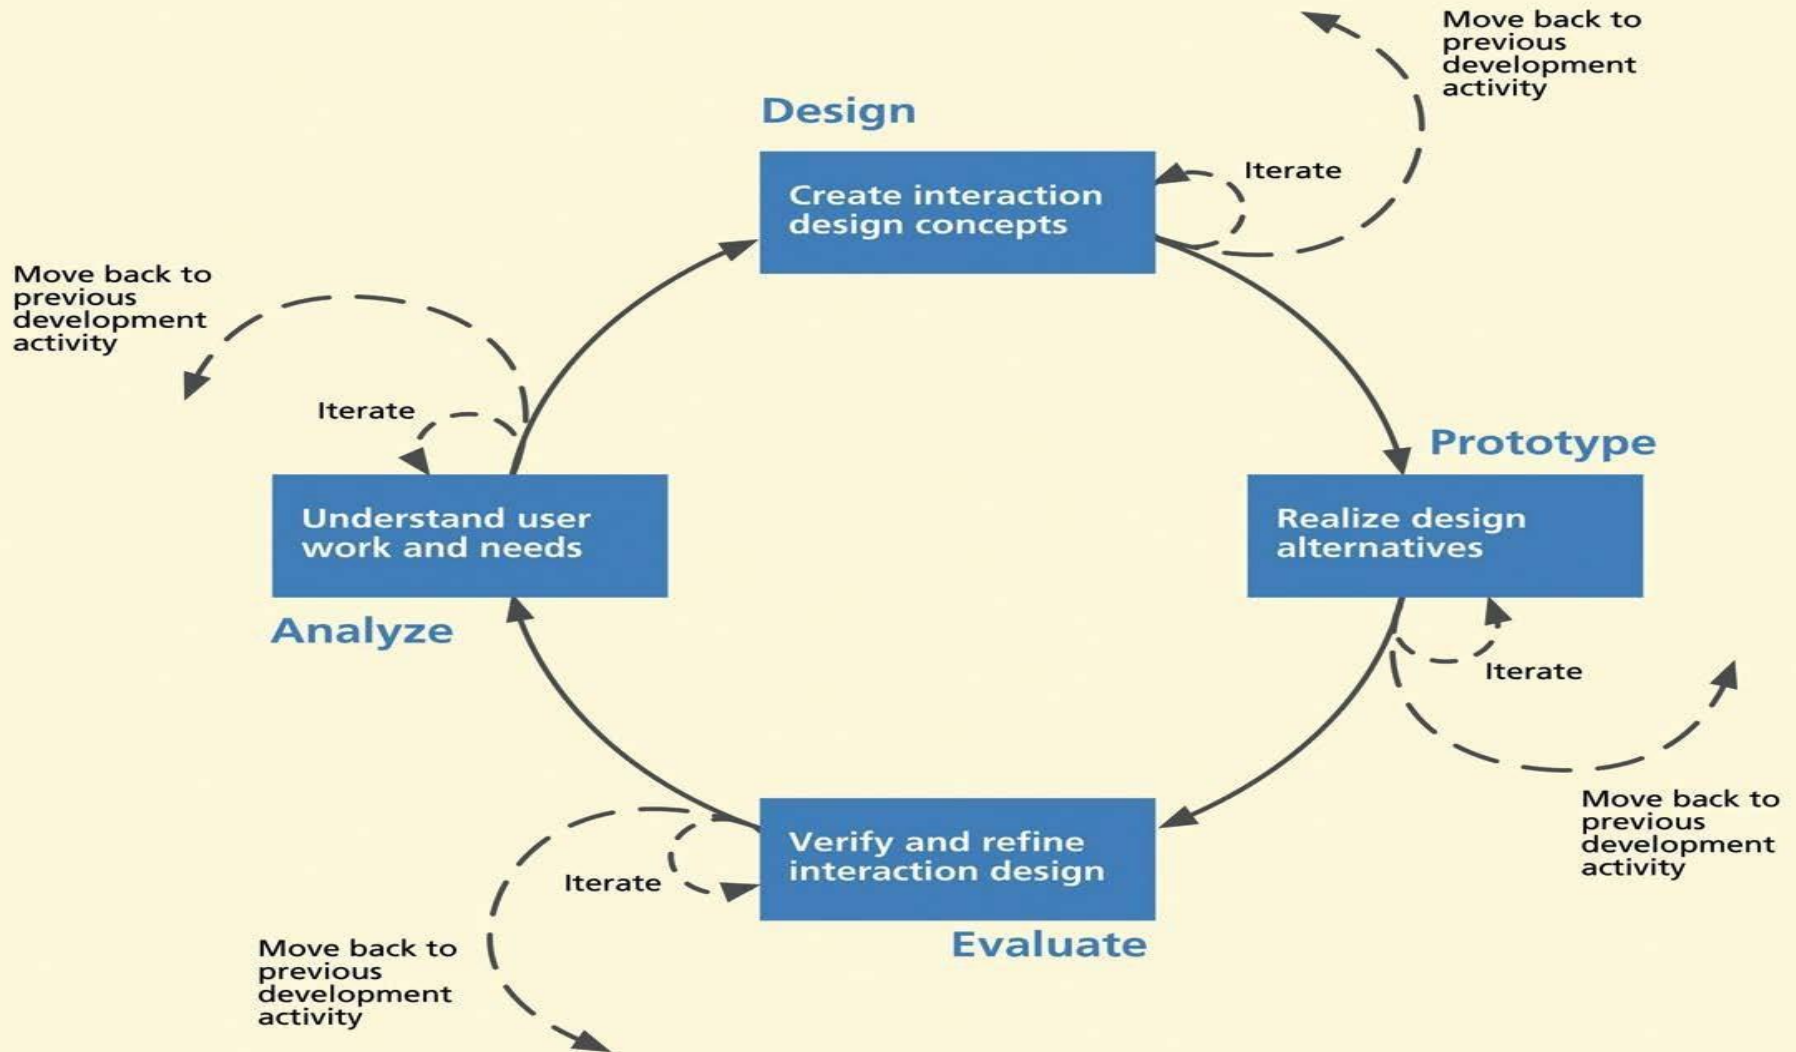 Move back to
previous
development
activity
Design
Iterate
Create interaction
design concepts
Move back to
previous
development
activity
Iterate
Prototype
Understand user
work and needs
Realize design
alternatives
Analyze
Iterate
Move back to
previous
development
activity
Verify and refine
interaction design
Iterate
Evaluate
Move back to
previous
development
activity